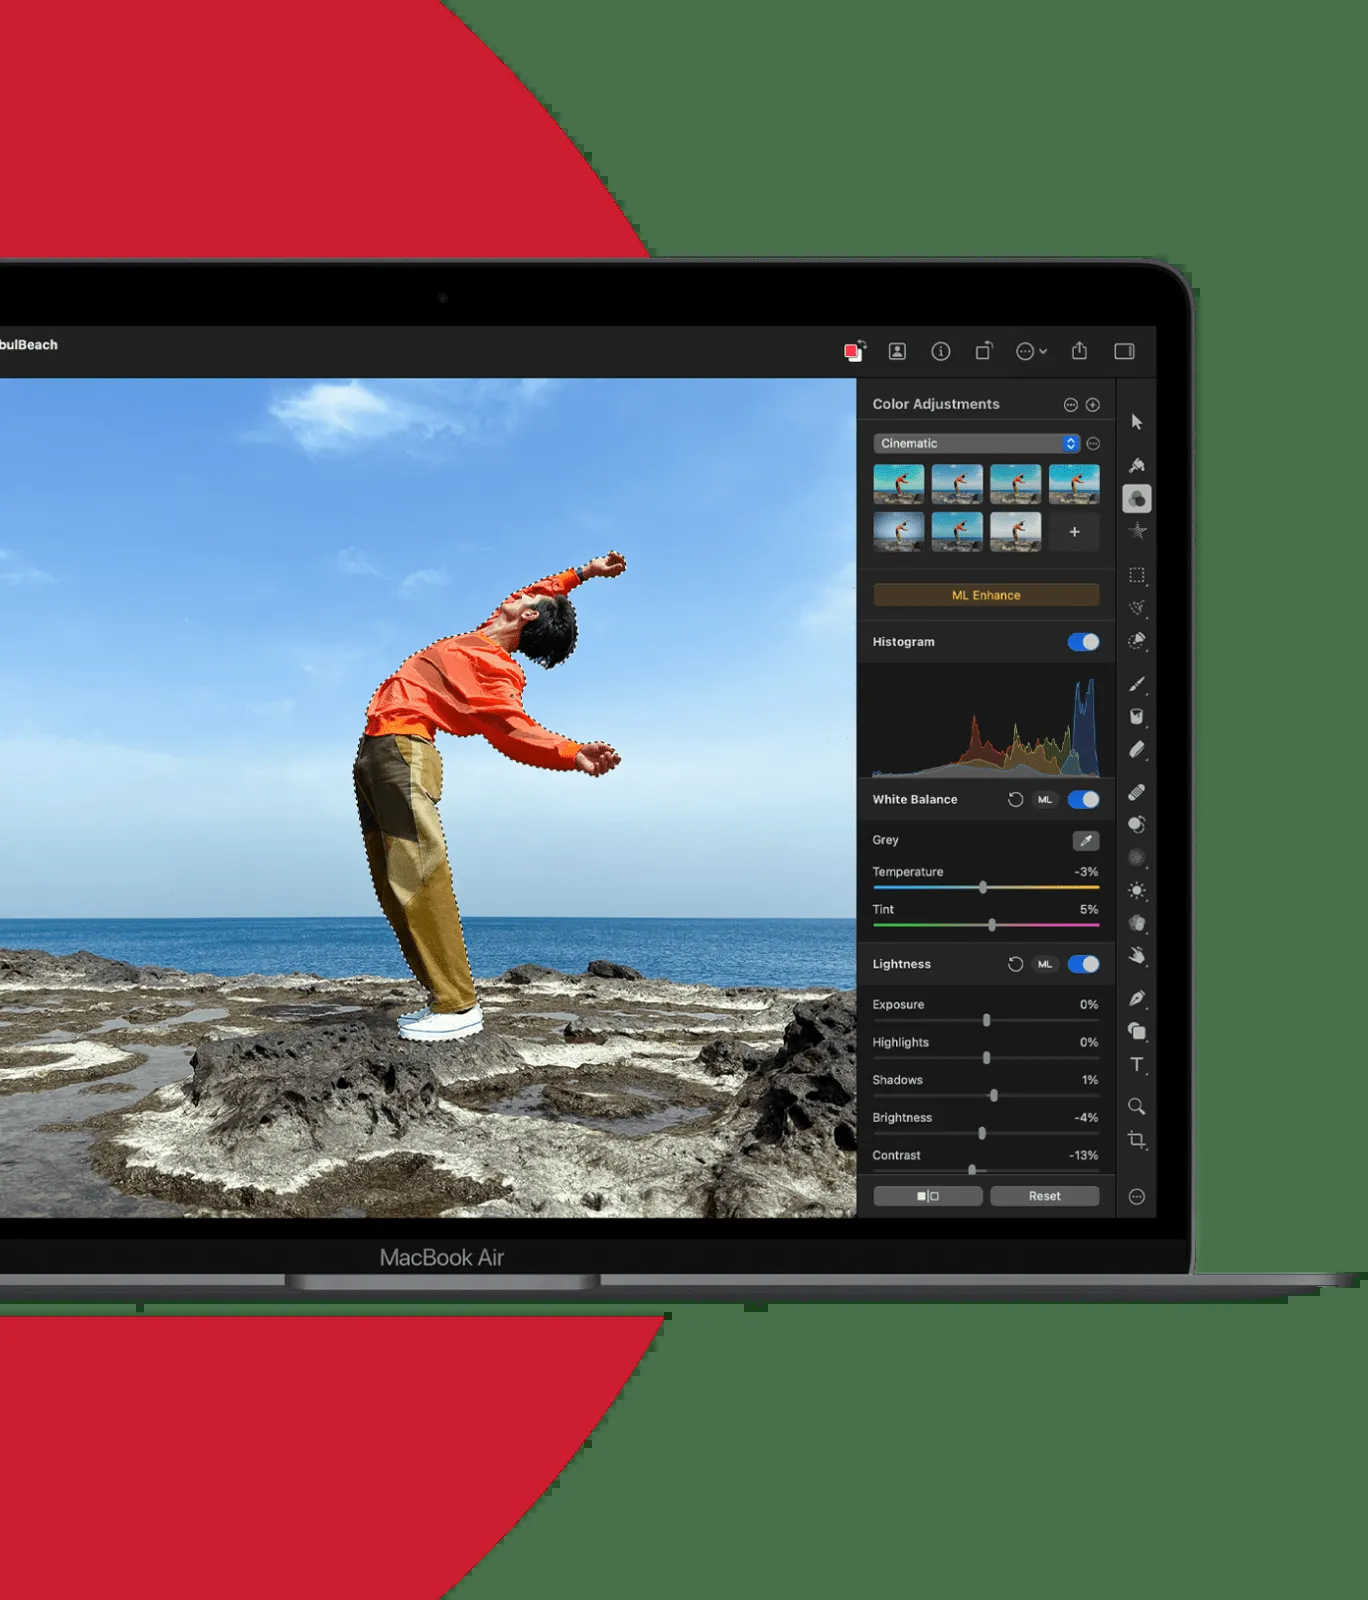 bulBeach
Color Adjustments
Cinematic
+
ML Enhance
Histogram
White Balance ML
Grey
Temperature -3%
Tint 5%
Lightness ML
Exposure 0%
Highlights 0%
Shadows 1%
Brightness -4%
Contrast -13%
Reset
T
MacBook Air